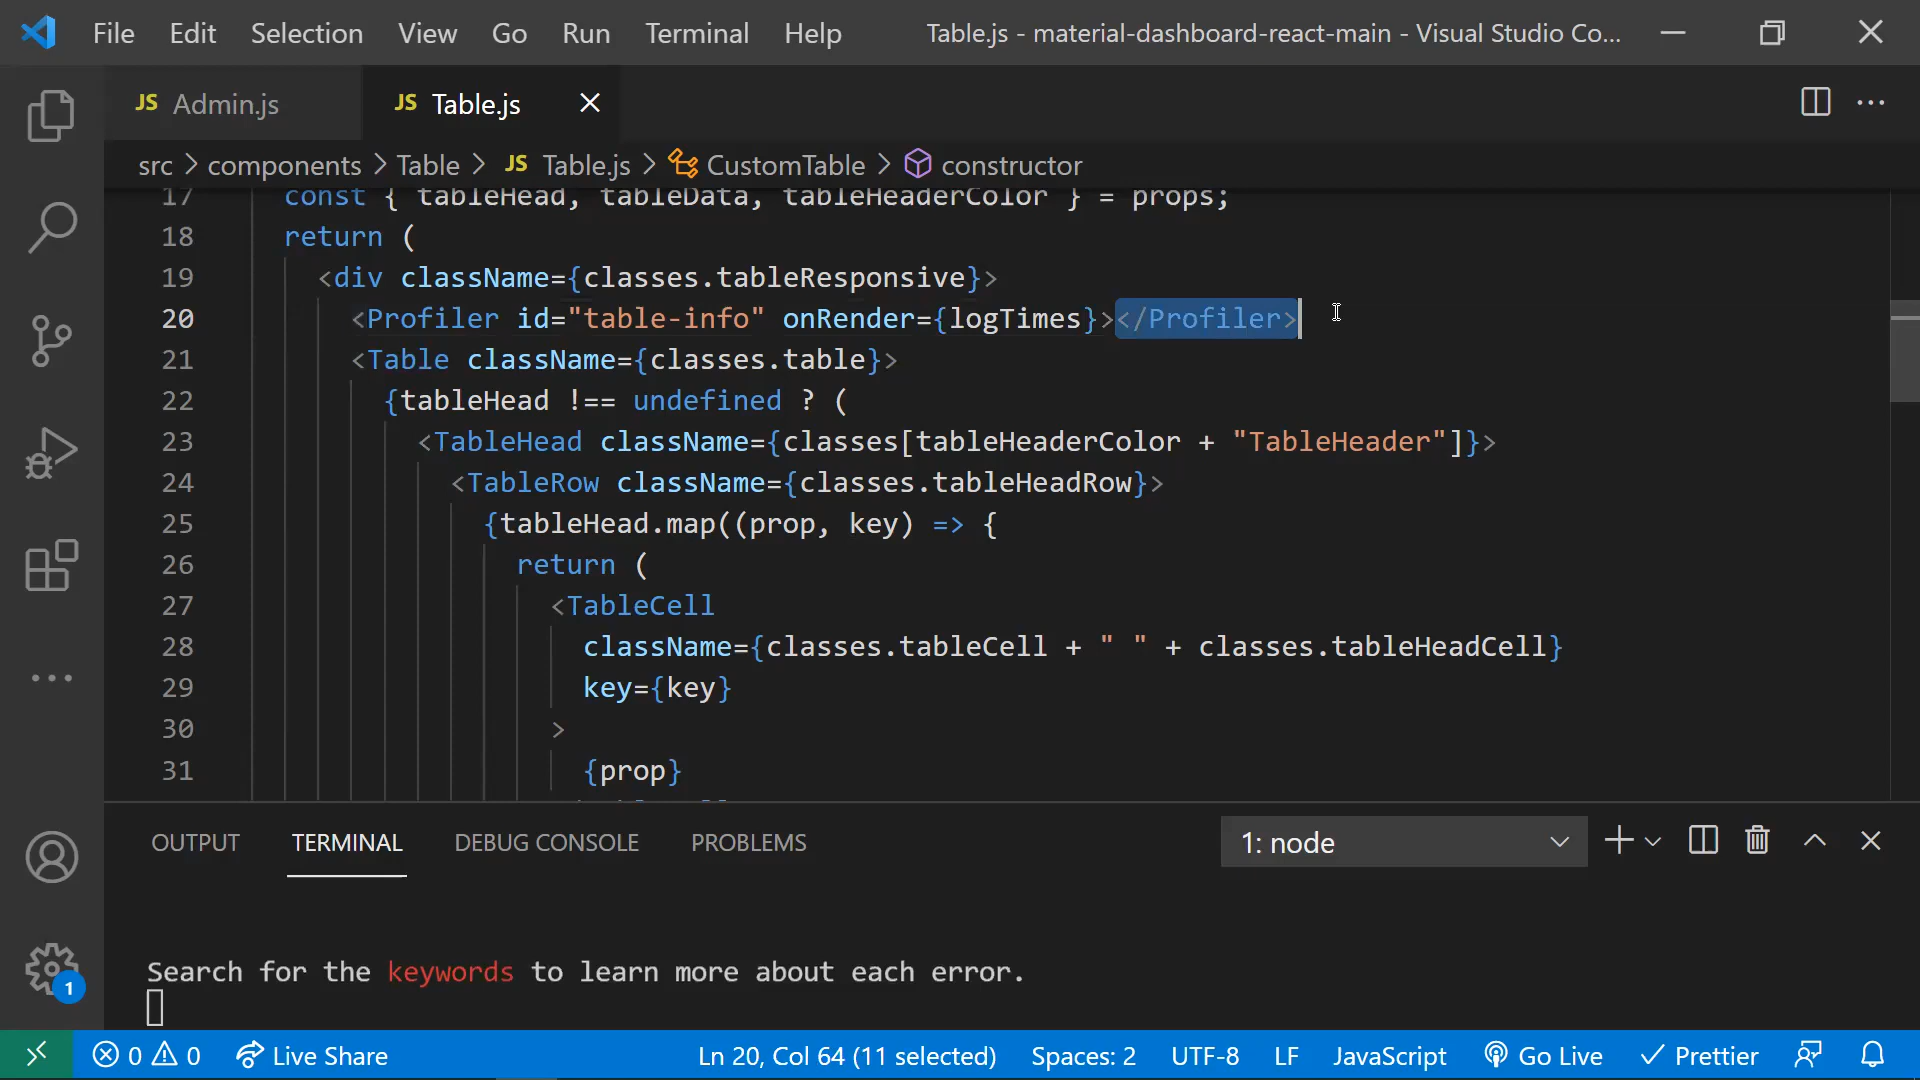 File Edit Selection View Go Run Terminal Help Table.js - material-dashboard-react-main - Visual Studio Co...
JS Admin.js JS Table.js
src > components > Table > JS Table.js > CustomTable > constructor
17 const { tableHead, tableData, tableHeaderColor } = props;
18 return (
19 <div className={classes.tableResponsive}>
20 <Profiler id="table-info" onRender={logTimes}></Profiler>
21 <Table className={classes.table}>
22 {tableHead !== undefined ? (
23 <TableHead className={classes[tableHeaderColor + "TableHeader"]}>
24 <TableRow className={classes.tableHeadRow}>
25 {tableHead.map((prop, key) => {
26 return (
27 <TableCell
28 className={classes.tableCell + " " + classes.tableHeadCell}
29 key={key}
30 >
31 {prop}
OUTPUT TERMINAL DEBUG CONSOLE PROBLEMS 1: node
Search for the keywords to learn more about each error.
1
0 0 Live Share Ln 20, Col 64 (11 selected) Spaces: 2 UTF-8 LF JavaScript Go Live Prettier